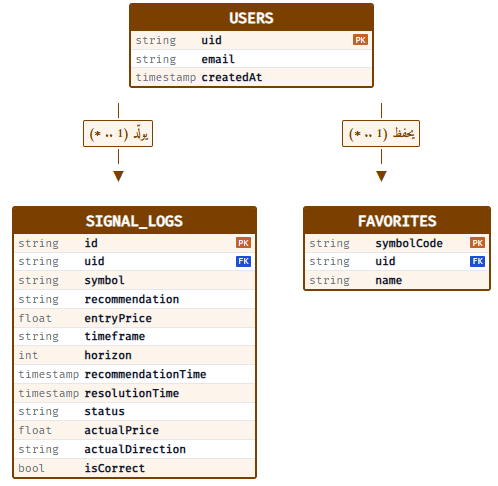 USERS
string uid PK
string email
timestamp createdAt
يولّد (1 .. *)
يحفظ (1 .. *)
SIGNAL_LOGS
string id PK
string uid FK
string symbol
string recommendation
float entryPrice
string timeframe
int horizon
timestamp recommendationTime
timestamp resolutionTime
string status
float actualPrice
string actualDirection
bool isCorrect
FAVORITES
string symbolCode PK
string uid FK
string name